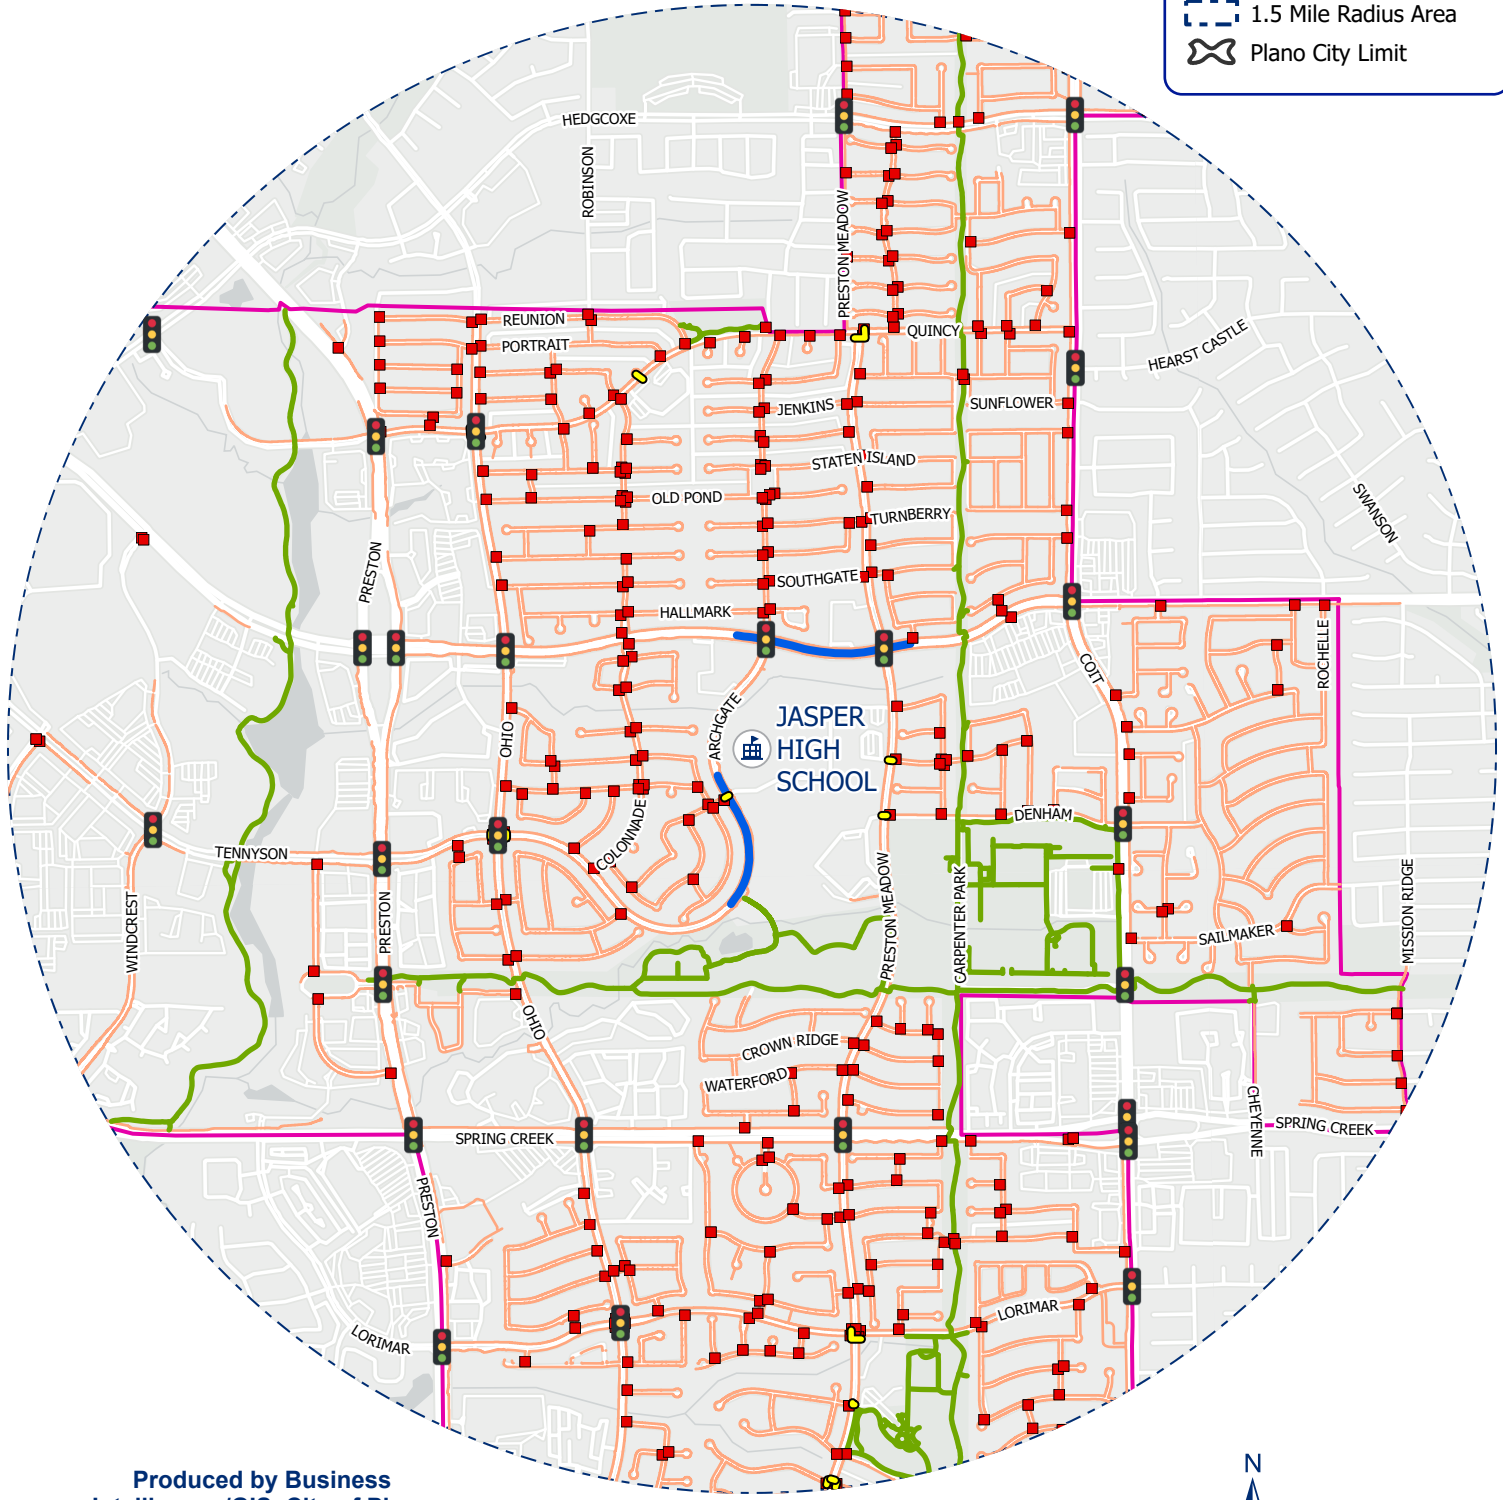 1.5 Mile Radius Area
Plano City Limit
HEDGCOXE
ROBINSON
PRESTON MEADOW
REUNION
PORTRAIT
QUINCY
HEARST CASTLE
JENKINS
SUNFLOWER
STATEN ISLAND
OLD POND
SWANSON
TURNBERRY
PRESTON
SOUTHGATE
HALLMARK
ROCHELLE
COIT
ARCHGATE
OHIO
JASPER
HIGH
SCHOOL
DENHAM
COLONNADE
TENNYSON
PRESTON MEADOW
CARPENTER PARK
MISSION RIDGE
WINDCREST
PRESTON
SAILMAKER
OHIO
CROWN RIDGE
WATERFORD
CHEYENNE
SPRING CREEK
SPRING CREEK
PRESTON
LORIMAR
LORIMAR
N
Produced by Business